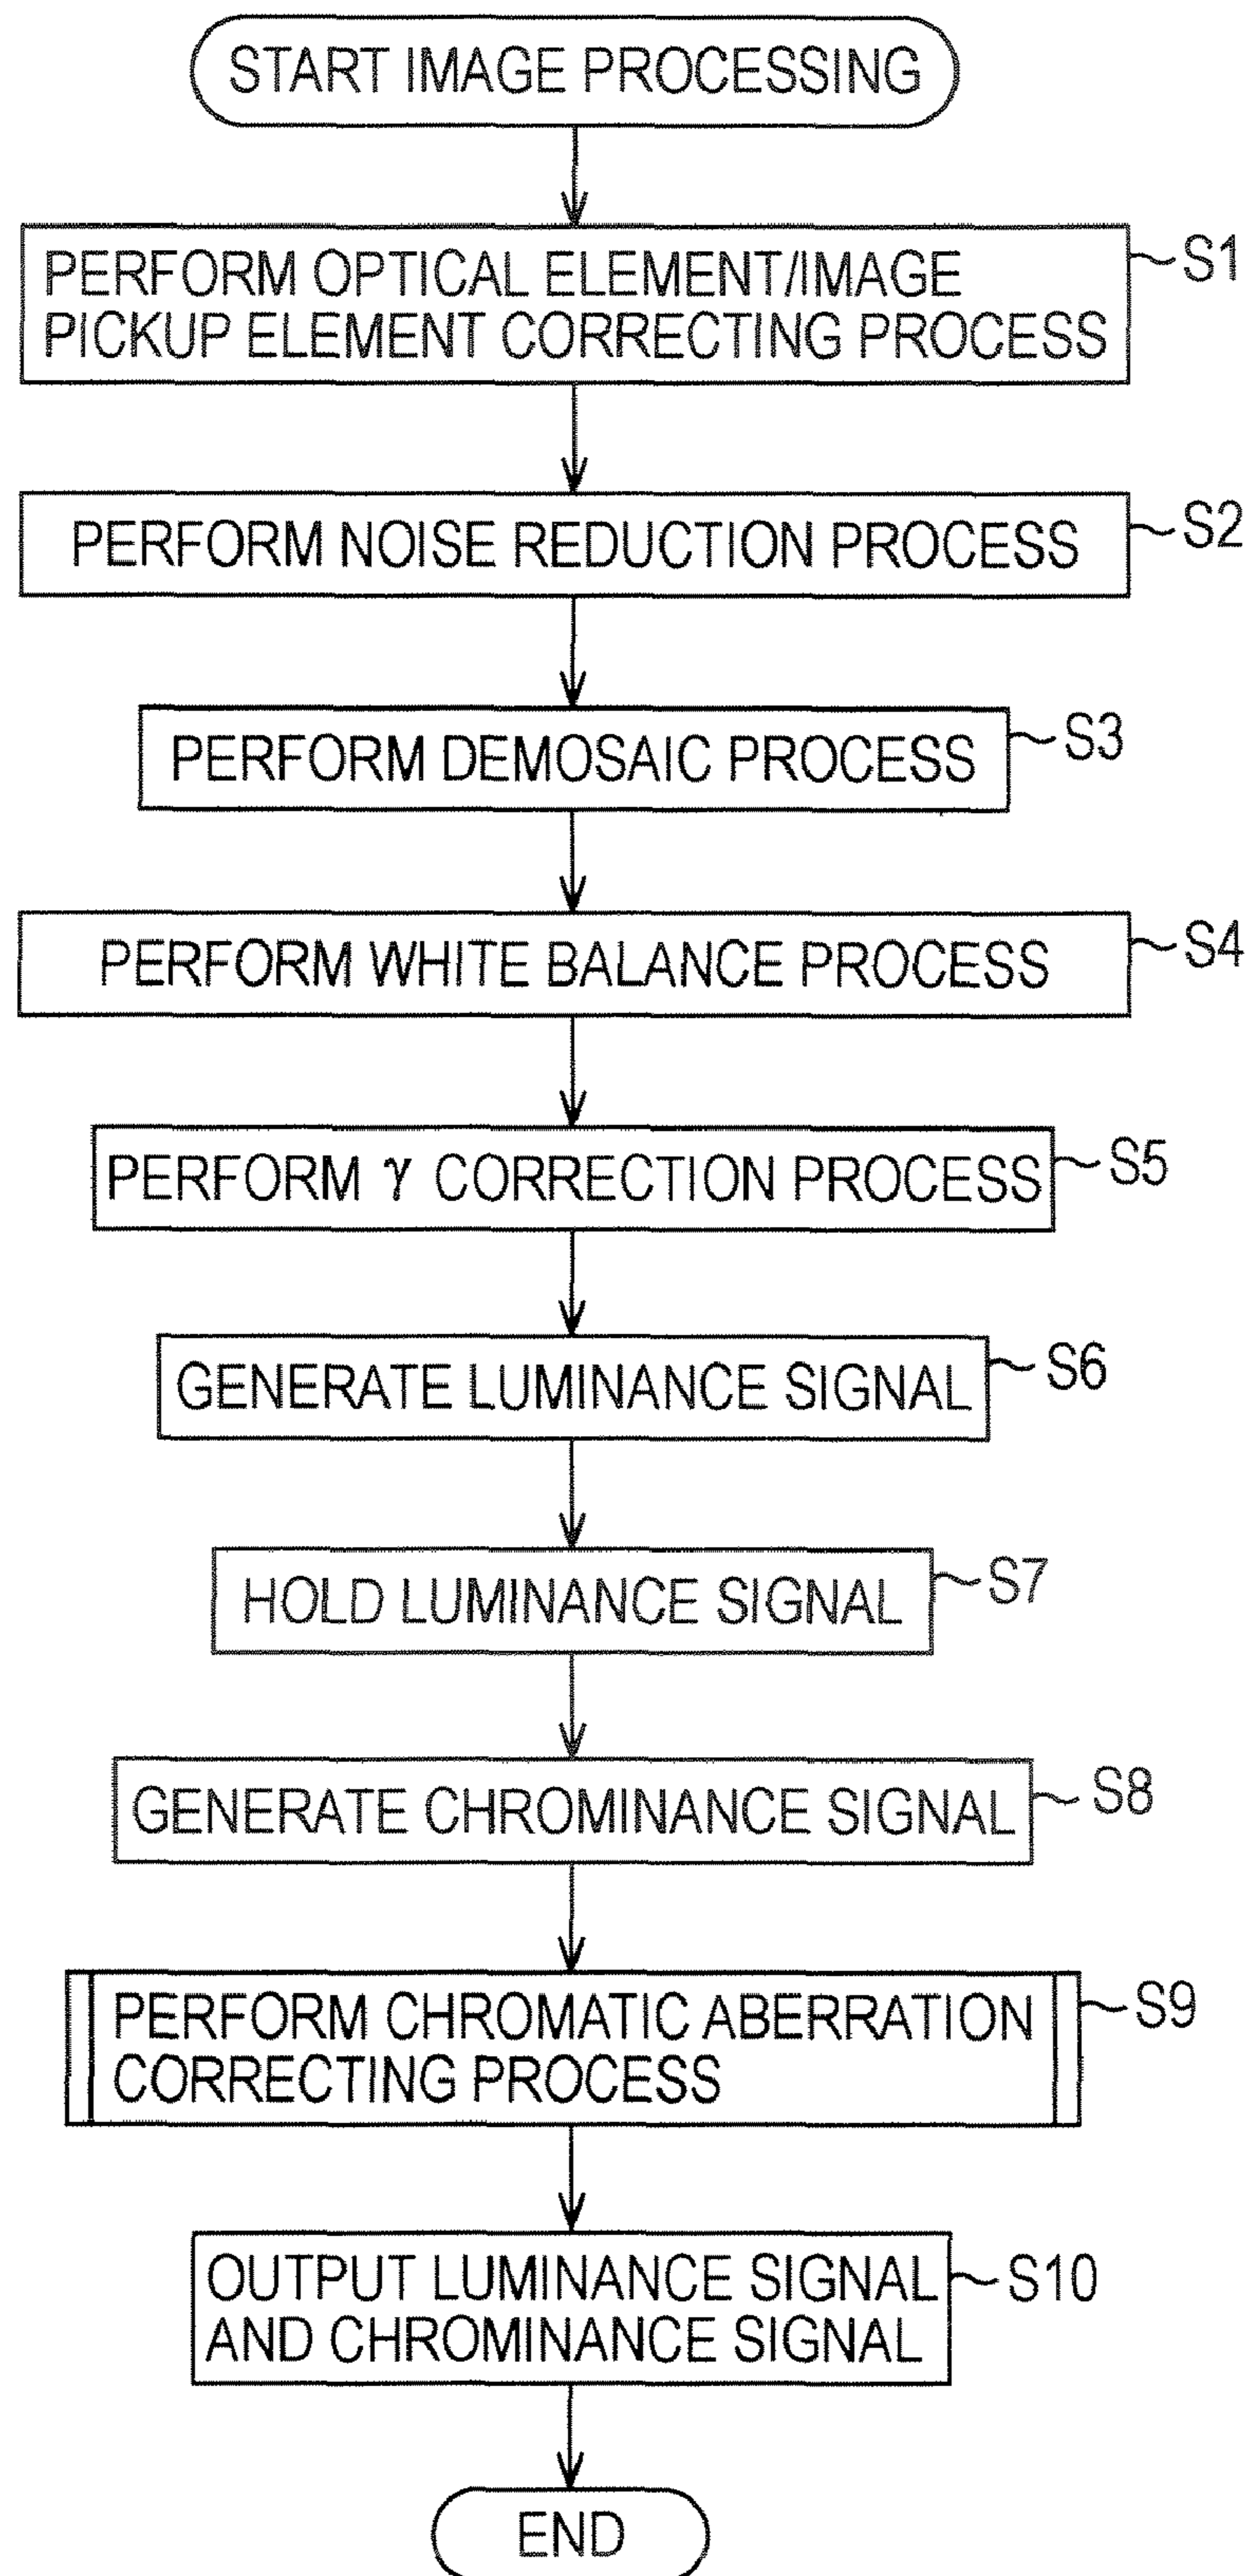 START IMAGE PROCESSING
PERFORM OPTICAL ELEMENT/IMAGE
PICKUP ELEMENT CORRECTING PROCESS
S1
PERFORM NOISE REDUCTION PROCESS
S2
PERFORM DEMOSAIC PROCESS
S3
PERFORM WHITE BALANCE PROCESS
S4
PERFORM γ CORRECTION PROCESS
S5
GENERATE LUMINANCE SIGNAL
S6
HOLD LUMINANCE SIGNAL
S7
GENERATE CHROMINANCE SIGNAL
S8
PERFORM CHROMATIC ABERRATION
CORRECTING PROCESS
S9
OUTPUT LUMINANCE SIGNAL
AND CHROMINANCE SIGNAL
S10
END